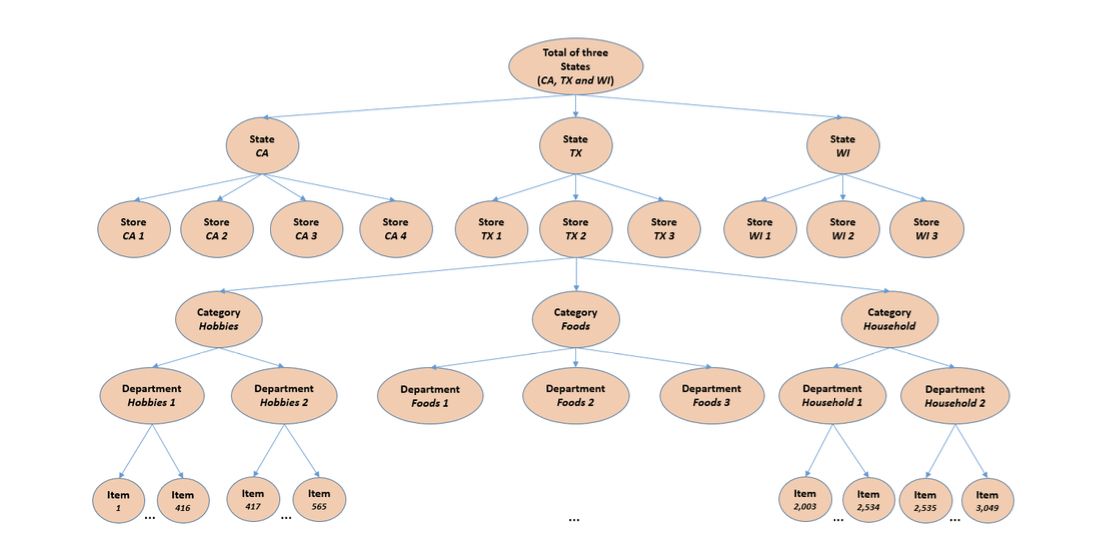 Total of three
States
(CA, TX and WI)
State
CA
State
TX
State
WI
Store
CA 1
Store
CA 2
Store
CA 3
Store
CA 4
Store
TX 1
Store
TX 2
Store
TX 3
Store
WI 1
Store
WI 2
Store
WI 3
Category
Hobbies
Category
Foods
Category
Household
Department
Hobbies 1
Department
Hobbies 2
Department
Foods 1
Department
Foods 2
Department
Foods 3
Department
Household 1
Department
Household 2
Item
1
...
Item
416
Item
417
...
Item
565
...
Item
2,003
...
Item
2,534
Item
2,535
...
Item
3,049